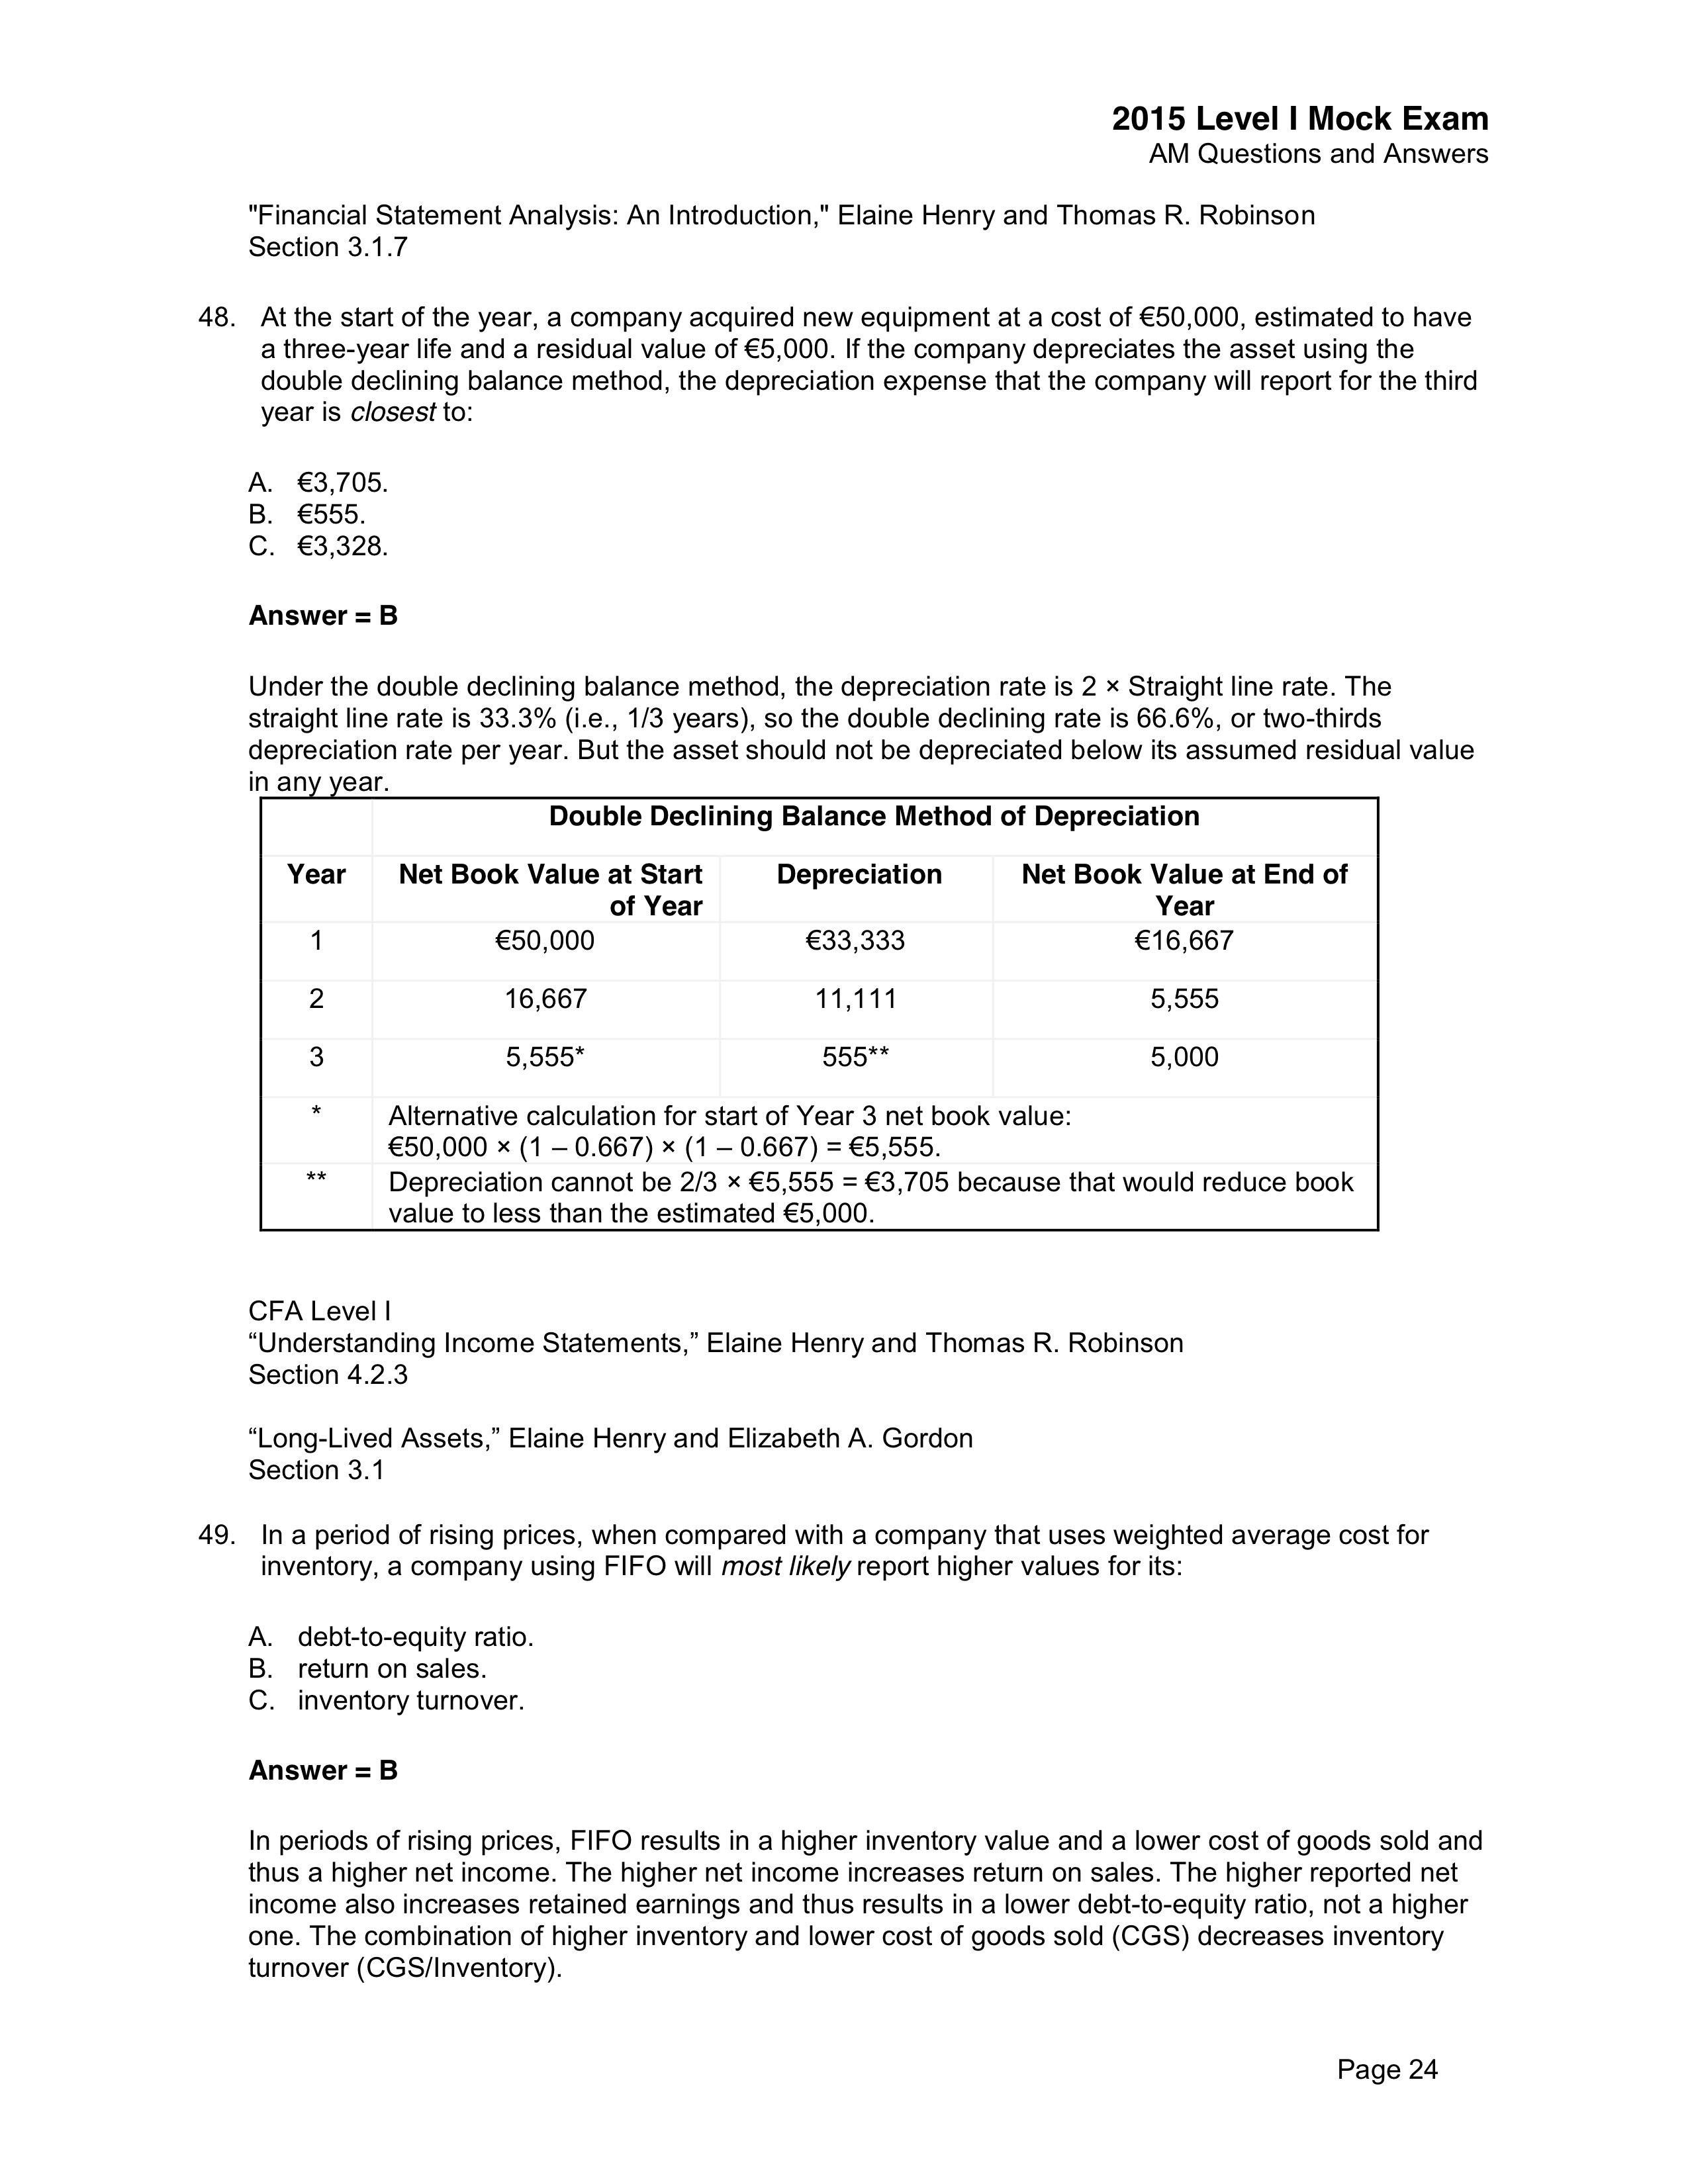 2015 Level I Mock Exam
AM Questions and Answers
"Financial Statement Analysis: An Introduction," Elaine Henry and Thomas R. Robinson
Section 3.1.7
48. At the start of the year, a company acquired new equipment at a cost of €50,000, estimated to have
a three-year life and a residual value of €5,000. If the company depreciates the asset using the
double declining balance method, the depreciation expense that the company will report for the third
year is closest to:
A. €3,705.
B. €555.
C. €3,328.
Answer = B
Under the double declining balance method, the depreciation rate is 2 × Straight line rate. The
straight line rate is 33.3% (i.e., 1/3 years), so the double declining rate is 66.6%, or two-thirds
depreciation rate per year. But the asset should not be depreciated below its assumed residual value
in any year.
Double Declining Balance Method of Depreciation
Year Net Book Value at Start of Year Depreciation Net Book Value at End of Year
1 €50,000 €33,333 €16,667
2 16,667 11,111 5,555
3 5,555* 555** 5,000
* Alternative calculation for start of Year 3 net book value:
€50,000 × (1 – 0.667) × (1 – 0.667) = €5,555.
** Depreciation cannot be 2/3 × €5,555 = €3,705 because that would reduce book
value to less than the estimated €5,000.
CFA Level I
“Understanding Income Statements,” Elaine Henry and Thomas R. Robinson
Section 4.2.3
“Long-Lived Assets,” Elaine Henry and Elizabeth A. Gordon
Section 3.1
49. In a period of rising prices, when compared with a company that uses weighted average cost for
inventory, a company using FIFO will most likely report higher values for its:
A. debt-to-equity ratio.
B. return on sales.
C. inventory turnover.
Answer = B
In periods of rising prices, FIFO results in a higher inventory value and a lower cost of goods sold and
thus a higher net income. The higher net income increases return on sales. The higher reported net
income also increases retained earnings and thus results in a lower debt-to-equity ratio, not a higher
one. The combination of higher inventory and lower cost of goods sold (CGS) decreases inventory
turnover (CGS/Inventory).
Page 24